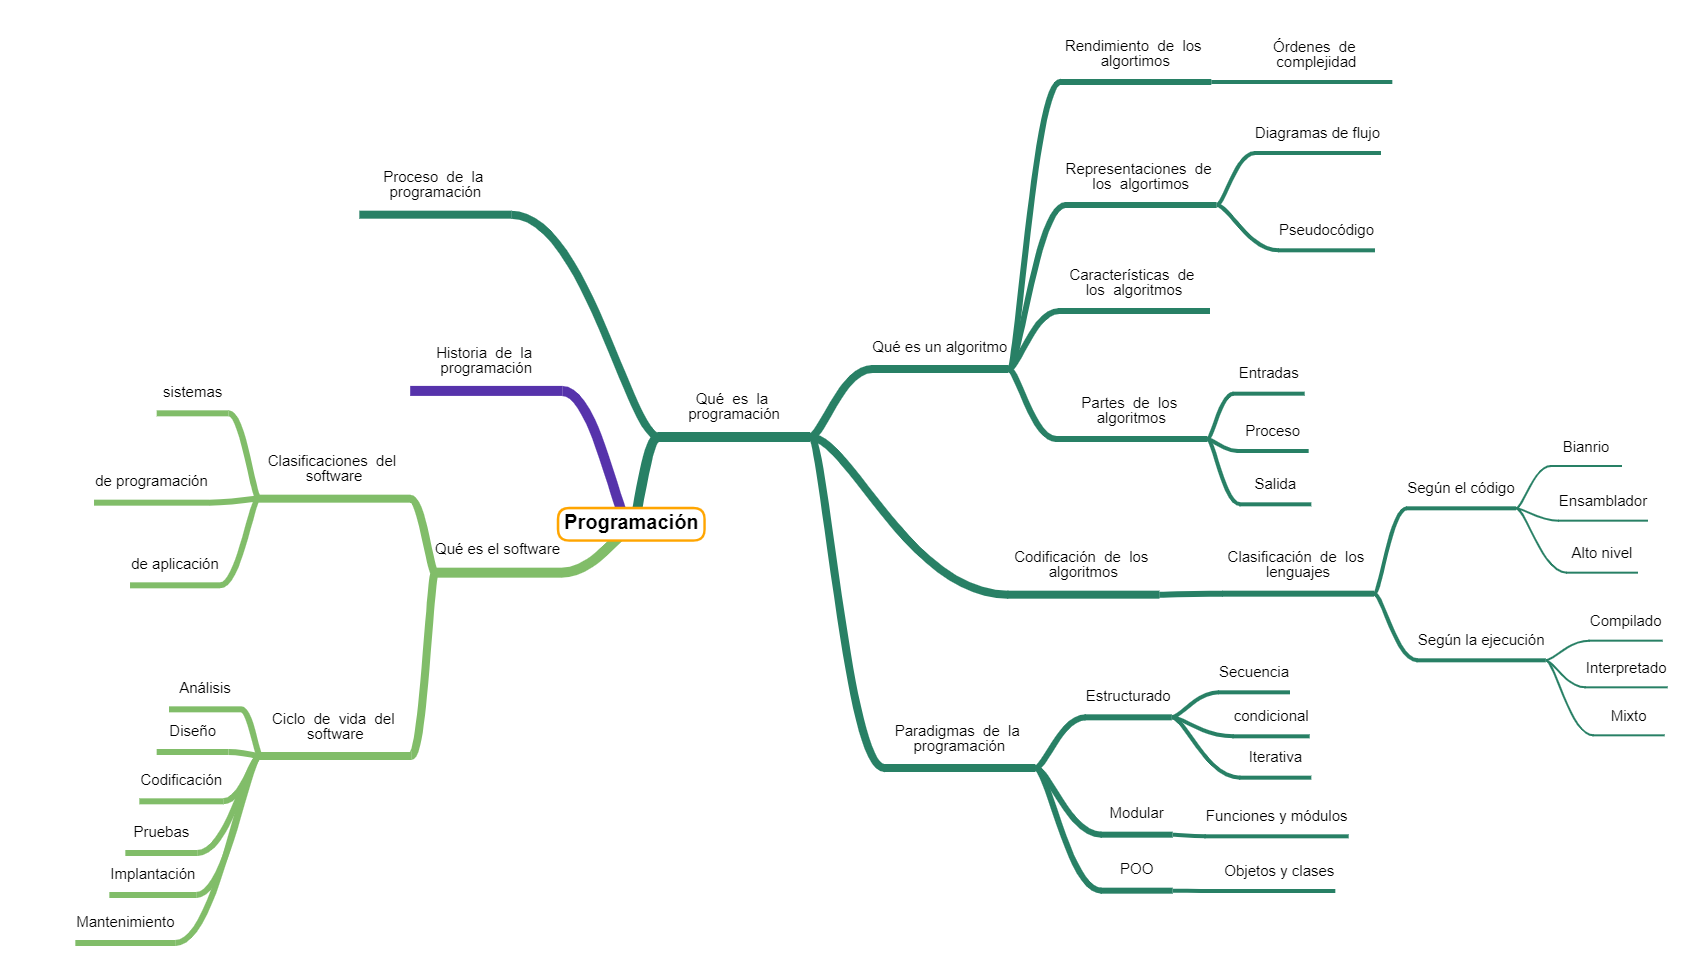 Programación
Qué es la
programación
Proceso de la
programación
Qué es un algoritmo
Rendimiento de los
algortimos
Órdenes de
complejidad
Representaciones de
los algortimos
Diagramas de flujo
Pseudocódigo
Características de
los algoritmos
Partes de los
algoritmos
Entradas
Proceso
Salida
Codificación de los
algoritmos
Clasificación de los
lenguajes
Según el código
Bianrio
Ensamblador
Alto nivel
Según la ejecución
Compilado
Interpretado
Mixto
Paradigmas de la
programación
Estructurado
Secuencia
condicional
Iterativa
Modular
Funciones y módulos
POO
Objetos y clases
Historia de la
programación
Qué es el software
Clasificaciones del
software
sistemas
de programación
de aplicación
Ciclo de vida del
software
Análisis
Diseño
Codificación
Pruebas
Implantación
Mantenimiento